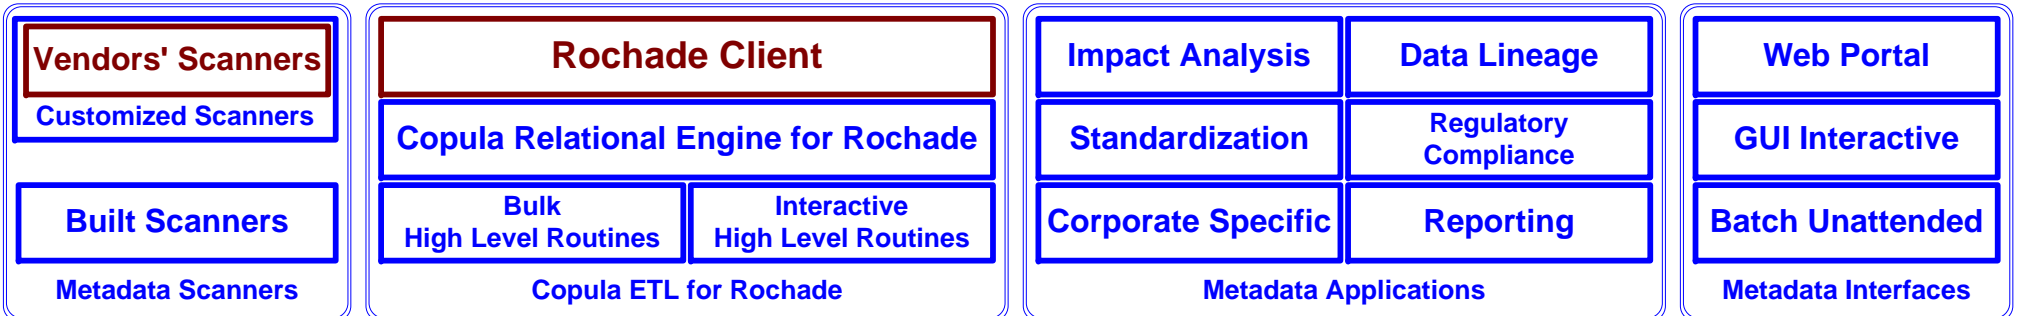 Vendors' Scanners
Customized Scanners
Built Scanners
Metadata Scanners
Rochade Client
Copula Relational Engine for Rochade
Bulk
High Level Routines
Interactive
High Level Routines
Copula ETL for Rochade
Impact Analysis
Data Lineage
Standardization
Regulatory
Compliance
Corporate Specific
Reporting
Metadata Applications
Web Portal
GUI Interactive
Batch Unattended
Metadata Interfaces